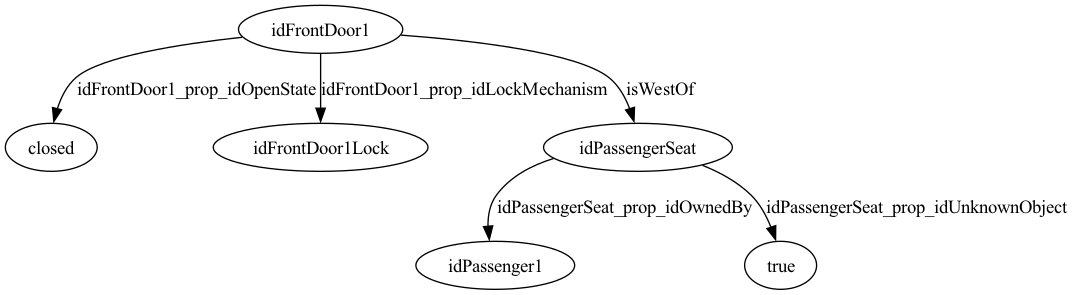 idFrontDoor1
idFrontDoor1_prop_idOpenState
idFrontDoor1_prop_idLockMechanism
isWestOf
closed
idFrontDoor1Lock
idPassengerSeat
idPassengerSeat_prop_idOwnedBy
idPassengerSeat_prop_idUnknownObject
idPassenger1
true